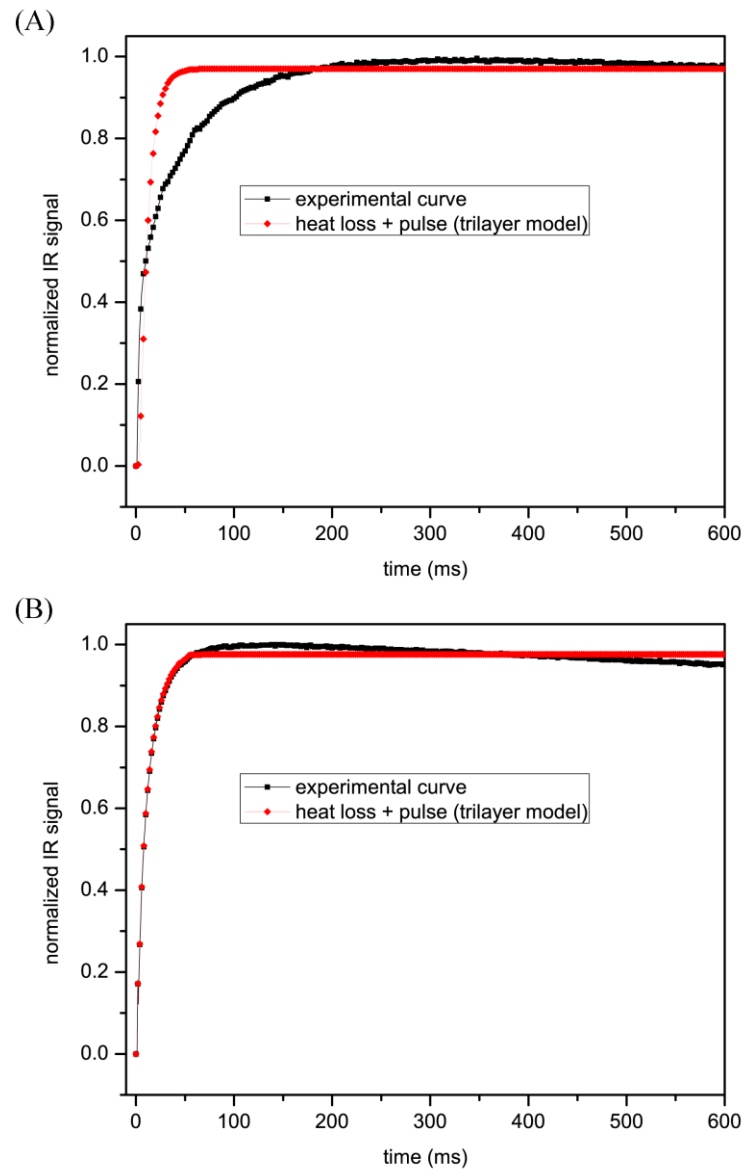 (A)
1.0
0.8
0.6
0.4
0.2
0.0
normalized IR signal
experimental curve
heat loss + pulse (trilayer model)
0 100 200 300 400 500 600
time (ms)
(B)
1.0
0.8
0.6
0.4
0.2
0.0
normalized IR signal
experimental curve
heat loss + pulse (trilayer model)
0 100 200 300 400 500 600
time (ms)